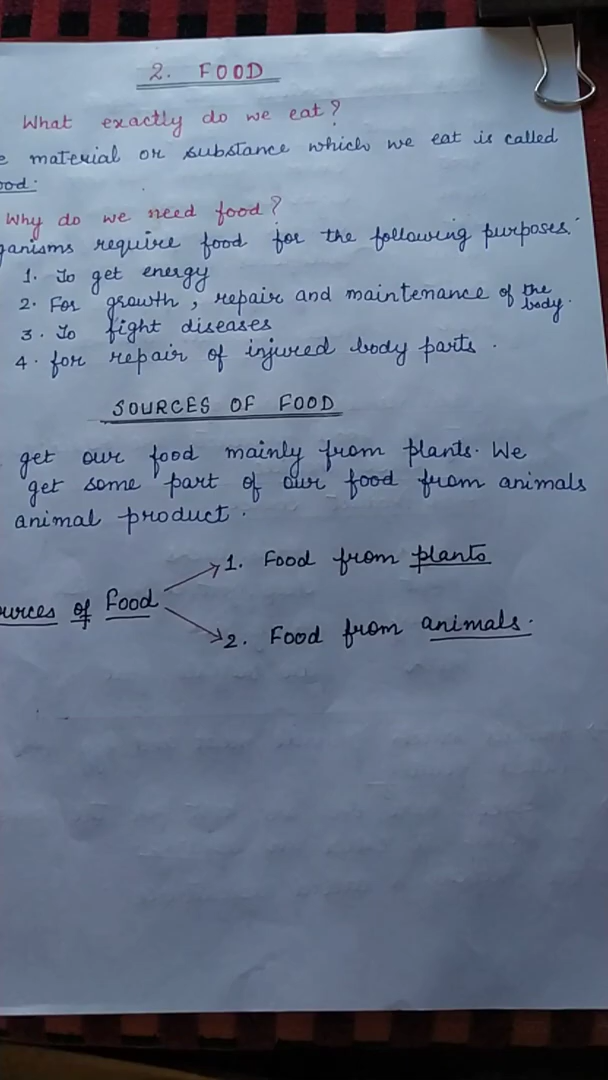 2. FOOD
What exactly do we eat?
e material or substance which we eat is called
ood.
Why do we need food?
ganisms require food for the following purposes.
1. To get energy
2. For growth, repair and maintenance of the body.
3. To fight diseases
4. for repair of injured body parts.
SOURCES OF FOOD
get our food mainly from plants. We
get some part of our food from animals
animal product.
1. Food from plants
urces of Food
2. Food from animals.